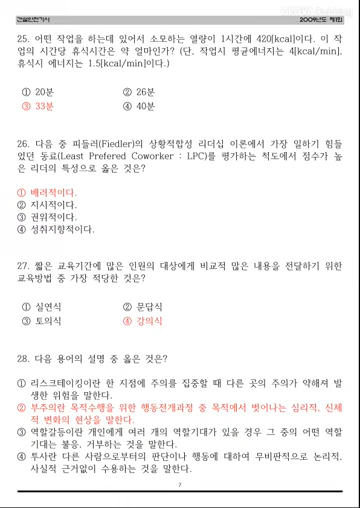 건설안전기사 2009년도 제1회
25. 어떤 작업을 하는데 있어서 소모하는 열량이 1시간에 420[kcal]이다. 이 작
업의 시간당 휴식시간은 약 얼마인가? (단, 작업시 평균에너지는 4[kcal/min],
휴식시 에너지는 1.5[kcal/min]이다.)
① 20분 ② 26분
③ 33분 ④ 40분
26. 다음 중 피들러(Fiedler)의 상황적합성 리더십 이론에서 가장 일하기 힘들
었던 동료(Least Prefered Coworker : LPC)를 평가하는 척도에서 점수가 높
은 리더의 특성으로 옳은 것은?
① 배려적이다.
② 지시적이다.
③ 권위적이다.
④ 성취지향적이다.
27. 짧은 교육기간에 많은 인원의 대상에게 비교적 많은 내용을 전달하기 위한
교육방법 중 가장 적당한 것은?
① 실연식 ② 문답식
③ 토의식 ④ 강의식
28. 다음 용어의 설명 중 옳은 것은?
① 리스크테이킹이란 한 지점에 주의를 집중할 때 다른 곳의 주의가 약해져 발
생한 위험을 말한다.
② 부주의란 목적수행을 위한 행동전개과정 중 목적에서 벗어나는 심리적, 신체
적 변화의 현상을 말한다.
③ 역할갈등이란 개인에게 여러 개의 역할기대가 있을 경우 그 중의 어떤 역할
기대는 불응, 거부하는 것을 말한다.
④ 투사란 다른 사람으로부터의 판단이나 행동에 대하여 무비판적으로 논리적,
사실적 근거없이 수용하는 것을 말한다.
7